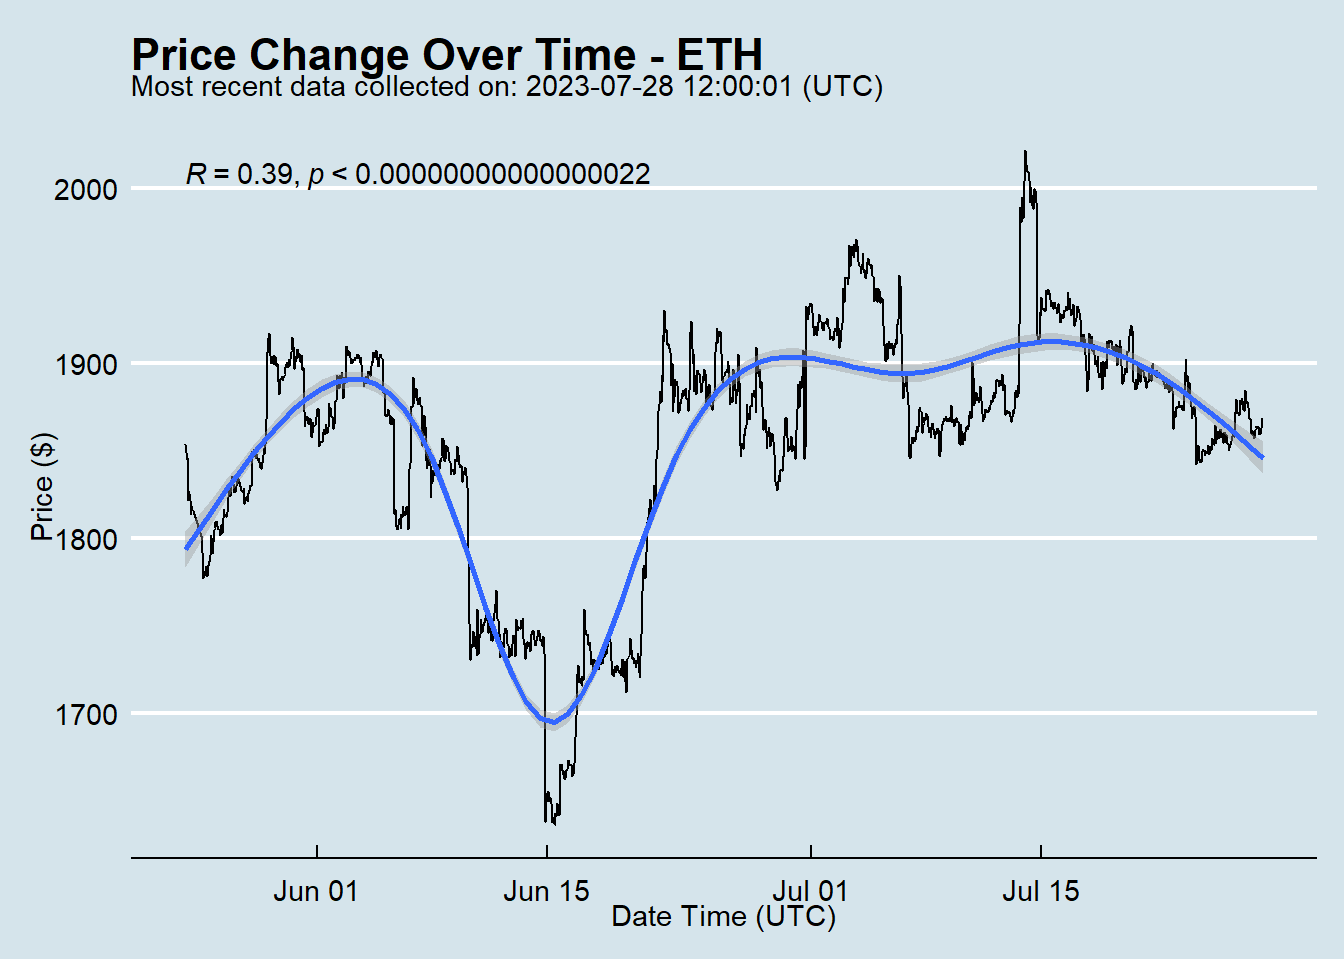 Price Change Over Time - ETH
Most recent data collected on: 2023-07-28 12:00:01 (UTC)
R = 0.39, p < 0.00000000000000022
2000
1900
1800
1700
Price ($)
Jun 01 Jun 15 Jul 01 Jul 15
Date Time (UTC)